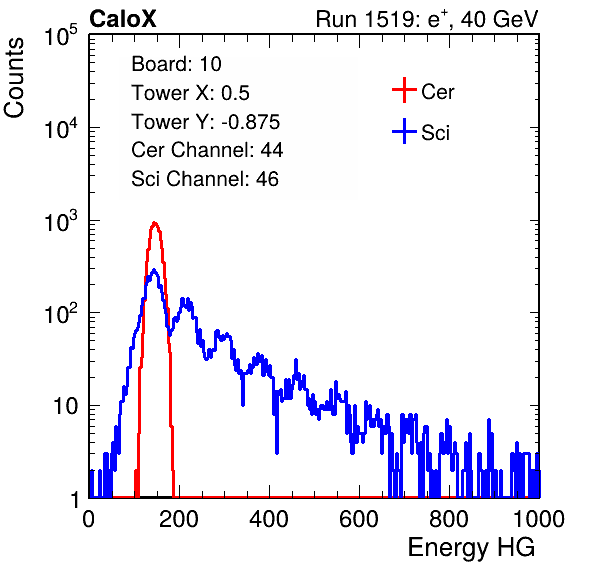 CaloX Run 1519: e⁺, 40 GeV
Board: 10
Tower X: 0.5
Tower Y: -0.875
Cer Channel: 44
Sci Channel: 46
Cer
Sci
Counts
10⁵
10⁴
10³
10²
10
1
0 200 400 600 800 1000
Energy HG